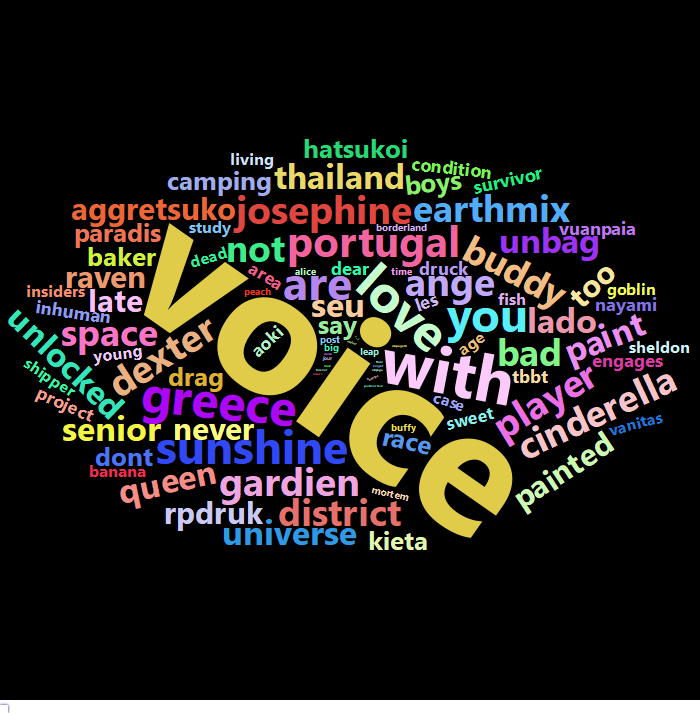 hatsukoi
living
condition
camping
thailand
boys
survivor
aggretsuko
josephine
earthmix
borderland
paradis
study
not
portugal
unbag
vuanpaia
baker
dead
voice
area
alice
dear
time
druck
buddy
too
raven
are
love
ange
goblin
insiders
late
peach
les
fish
nayami
inhuman
seu
you
lado
unlocked
space
say
paint
young
aoki
post
big
leap
age
bad
sheldon
shipper
dexter
with
tbbt
engages
project
drag
player
cinderella
greece
case
sweet
vanitas
senior
never
buffy
race
painted
dont
sunshine
banana
queen
gardien
mortem
rpdruk
district
universe
kieta